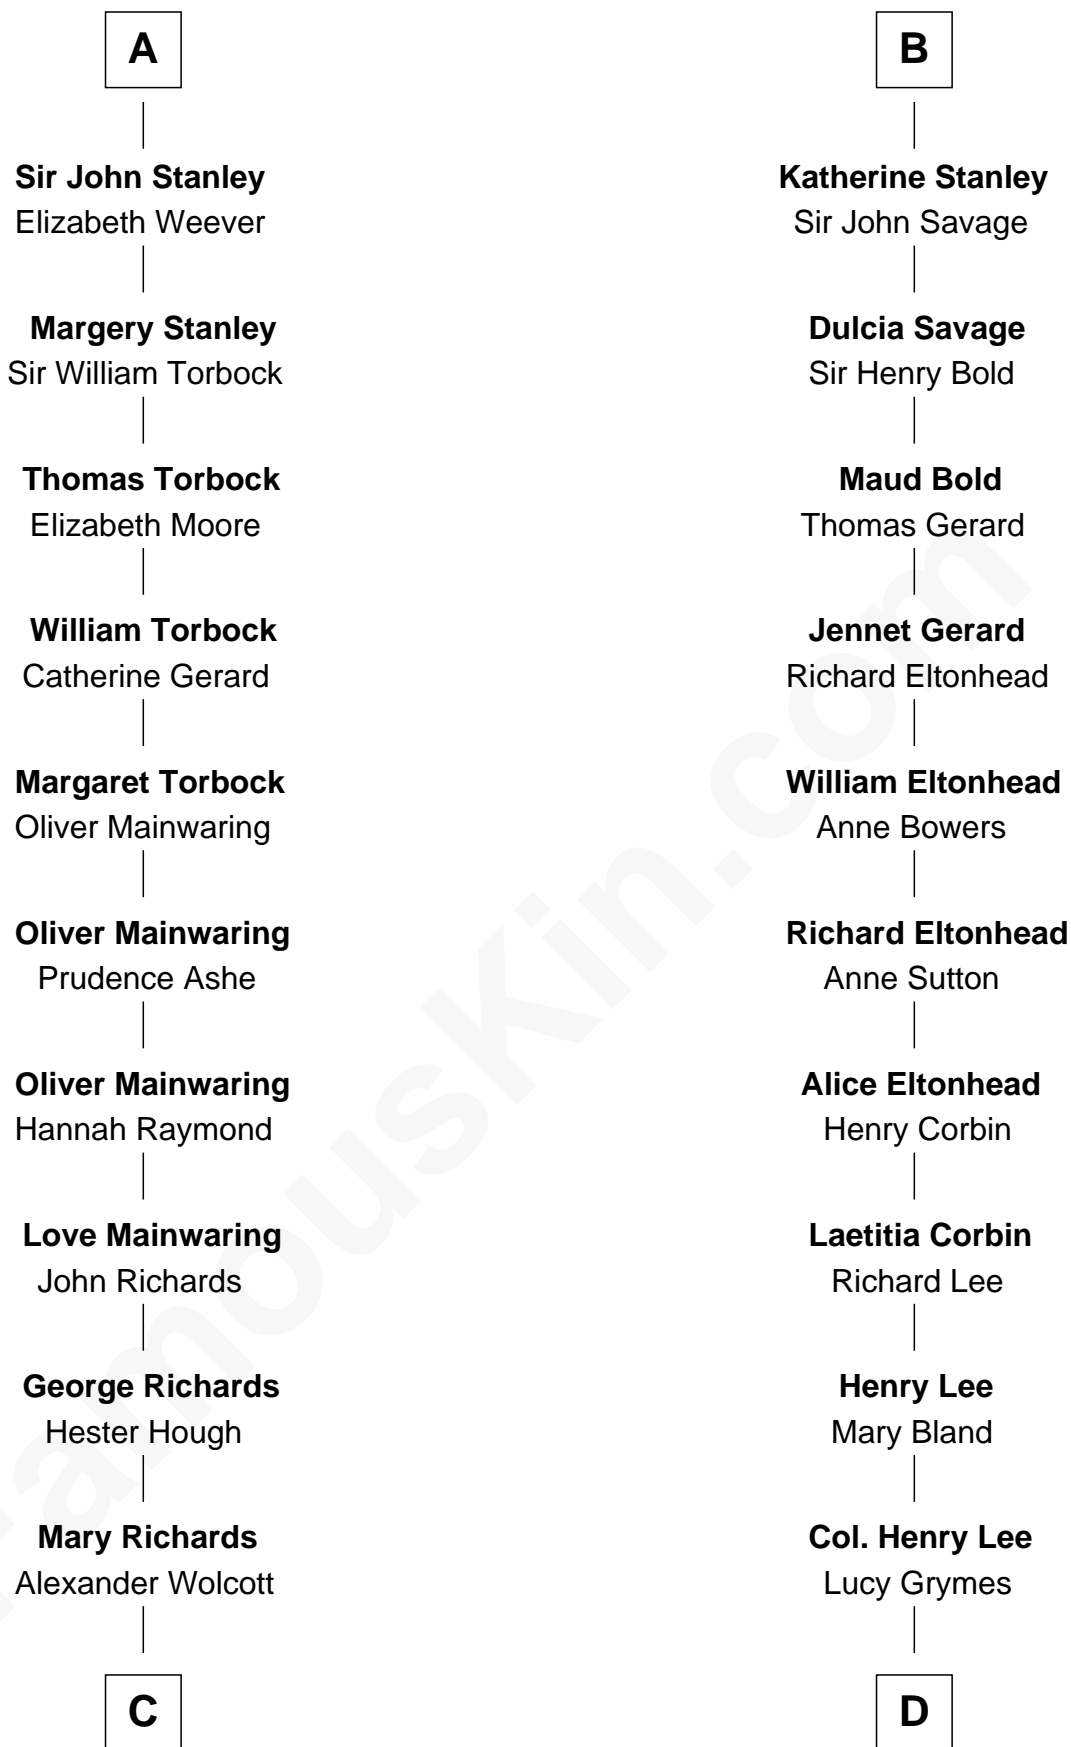 A
Sir John Stanley
Elizabeth Weever
Margery Stanley
Sir William Torbock
Thomas Torbock
Elizabeth Moore
William Torbock
Catherine Gerard
Margaret Torbock
Oliver Mainwaring
Oliver Mainwaring
Prudence Ashe
Oliver Mainwaring
Hannah Raymond
Love Mainwaring
John Richards
George Richards
Hester Hough
Mary Richards
Alexander Wolcott
C
B
Katherine Stanley
Sir John Savage
Dulcia Savage
Sir Henry Bold
Maud Bold
Thomas Gerard
Jennet Gerard
Richard Eltonhead
William Eltonhead
Anne Bowers
Richard Eltonhead
Anne Sutton
Alice Eltonhead
Henry Corbin
Laetitia Corbin
Richard Lee
Henry Lee
Mary Bland
Col. Henry Lee
Lucy Grymes
D
FamousKin.com